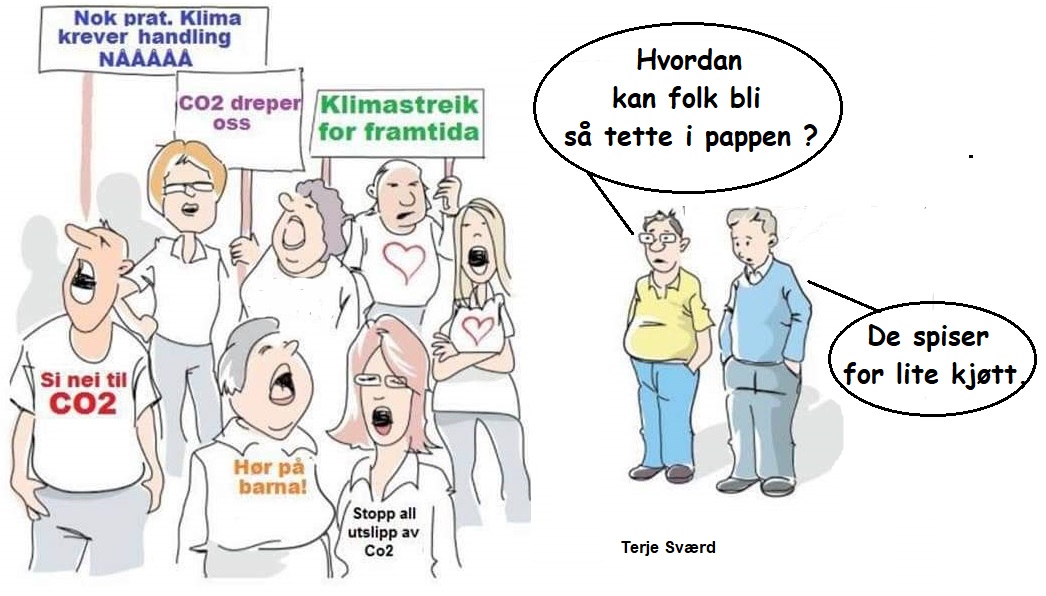 Nok prat. Klima
krever handling
NÅÅÅÅÅ
CO2 dreper
oss
Klimastreik
for framtida
Si nei til
CO2
Hør på
barna!
Stopp all
utslipp av
Co2
Hvordan
kan folk bli
så tette i pappen ?
De spiser
for lite kjøtt.
Terje Sværd